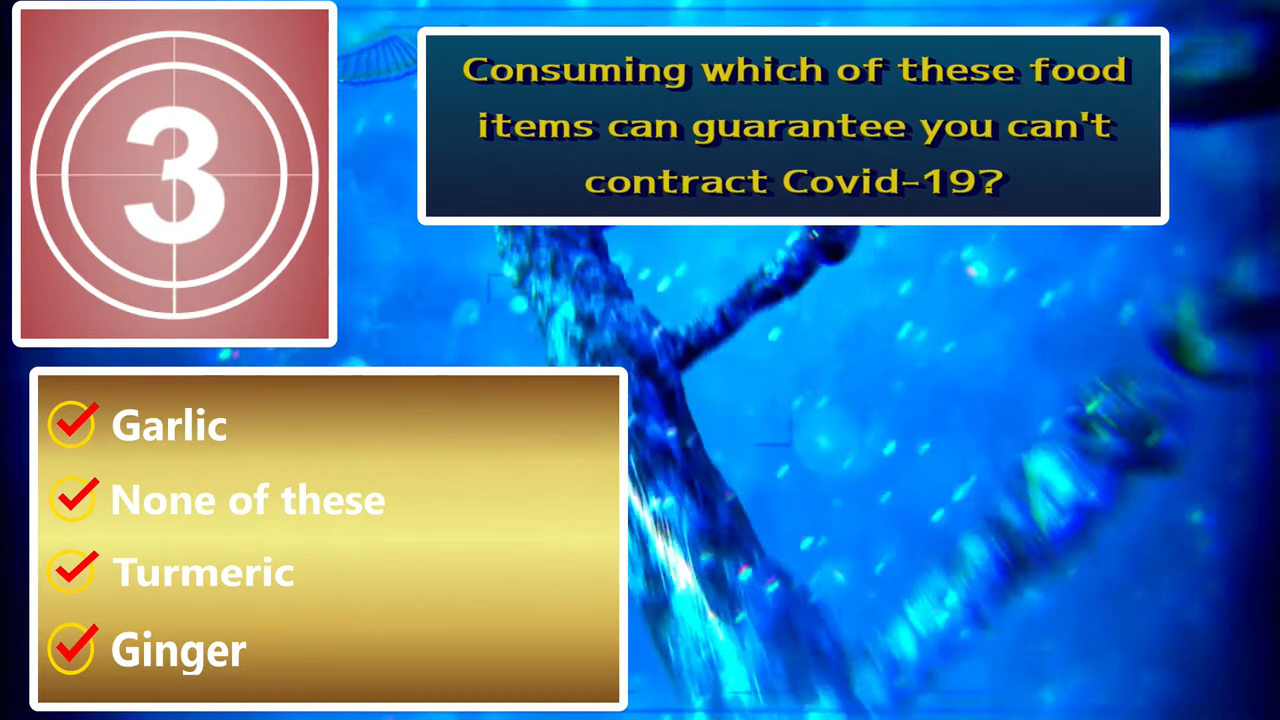 3
Consuming which of these food
items can guarantee you can't
contract Covid-19?
Garlic
None of these
Turmeric
Ginger